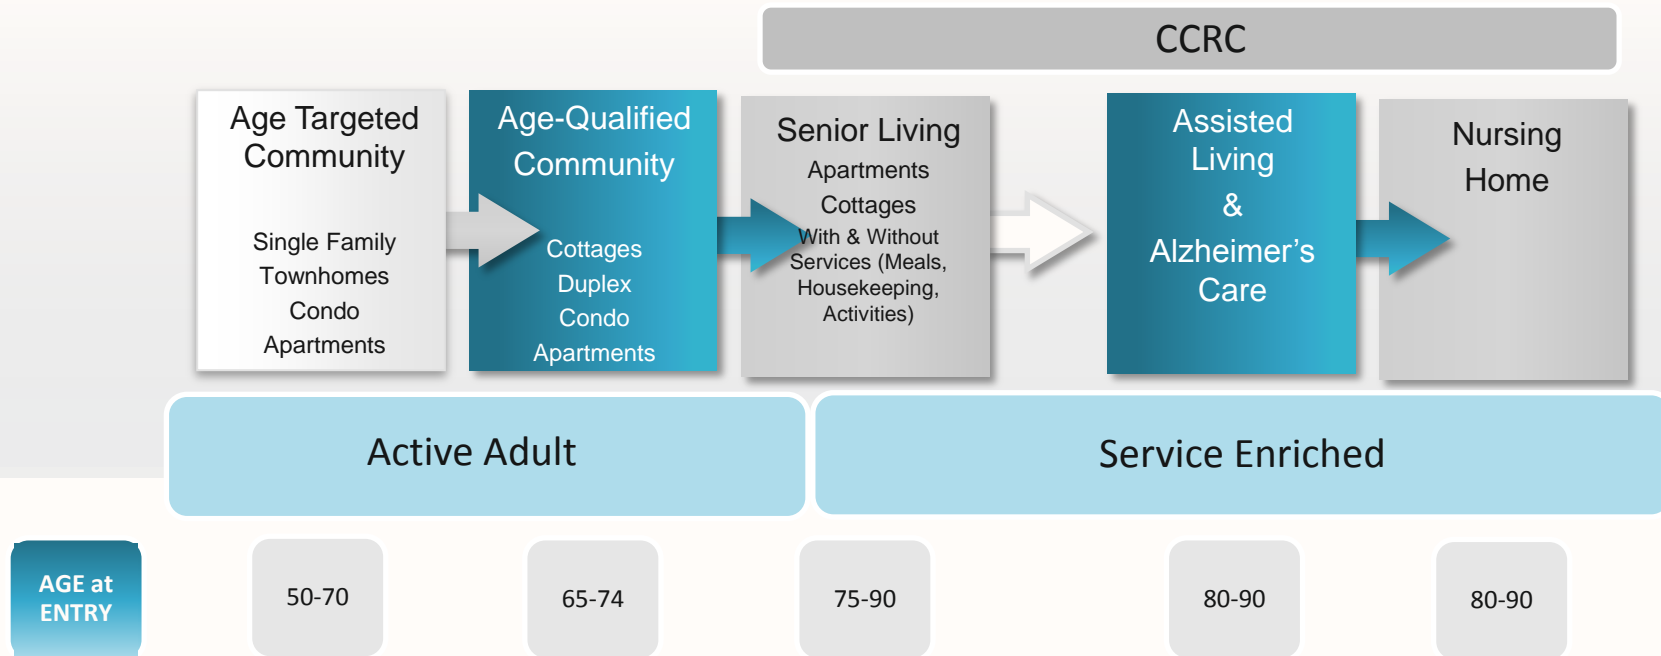 CCRC
Age Targeted
Community
Single Family
Townhomes
Condo
Apartments
Age-Qualified
Community
Cottages
Duplex
Condo
Apartments
Senior Living
Apartments
Cottages
With & Without
Services (Meals,
Housekeeping,
Activities)
Assisted
Living
&
Alzheimer's
Care
Nursing
Home
Active Adult
Service Enriched
AGE at
ENTRY
50-70
65-74
75-90
80-90
80-90